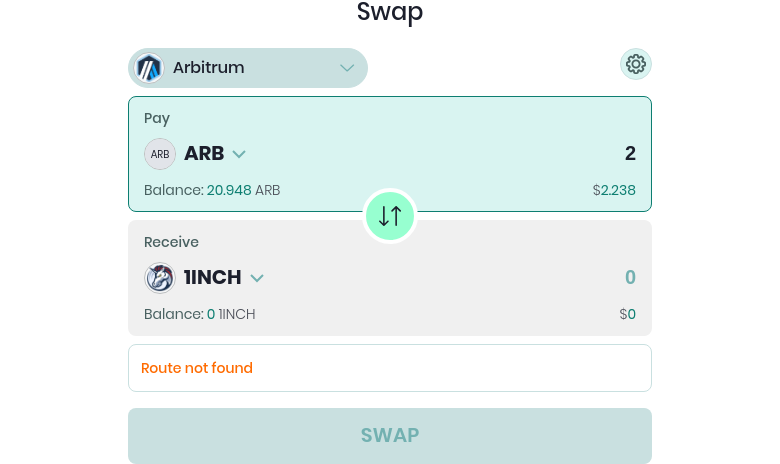 Swap
Arbitrum
Pay
ARB ARB 2
Balance: 20.948 ARB $2.238
Receive
1INCH 0
Balance: 0 1INCH $0
Route not found
SWAP